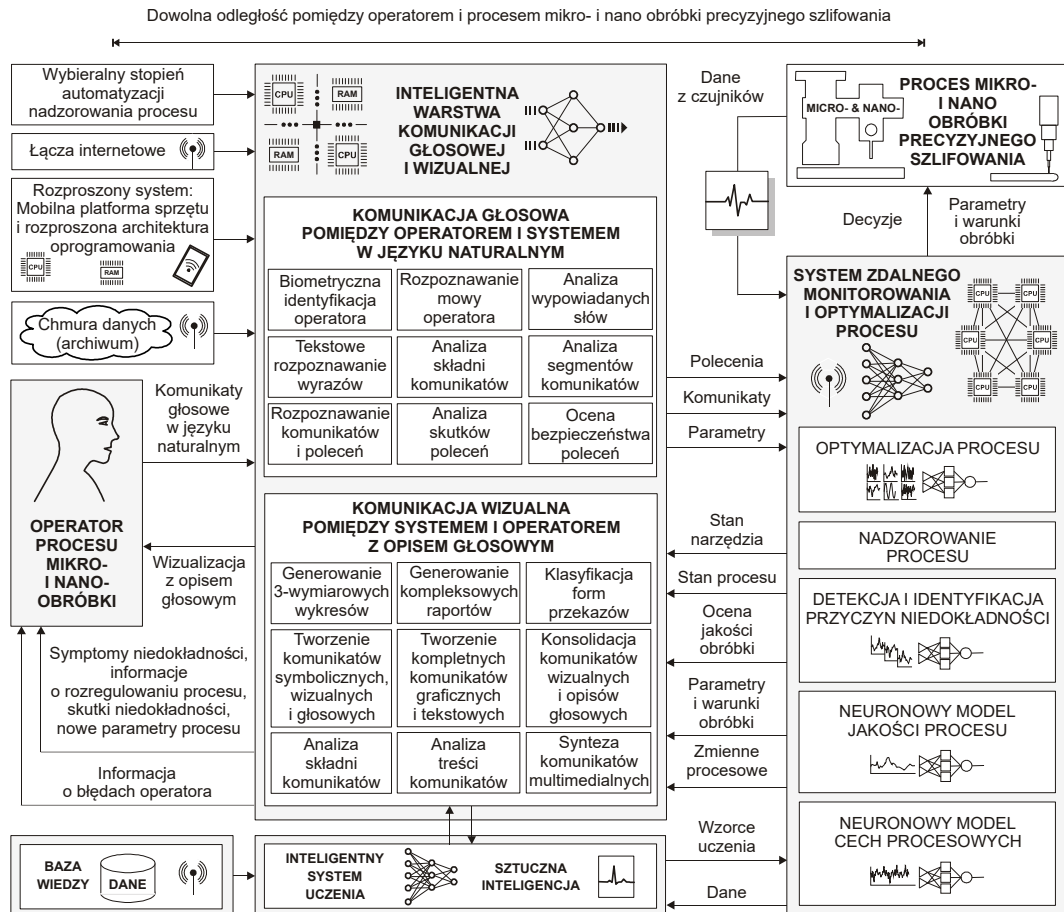 Dowolna odległość pomiędzy operatorem i procesem mikro- i nano obróbki precyzyjnego szlifowania
Wybieralny stopień
automatyzacji
nadzorowania procesu
Łącza internetowe
Rozproszony system:
Mobilna platforma sprzętu
i rozproszona architektura
oprogramowania
CPU
RAM
Chmura danych
(archiwum)
OPERATOR
PROCESU
MIKRO-
I NANO-
OBRÓBKI
Komunikaty
głosowe
w języku
naturalnym
Wizualizacja
z opisem
głosowym
Symptomy niedokładności,
informacje
o rozregulowaniu procesu,
skutki niedokładności,
nowe parametry procesu
Informacja
o błędach operatora
BAZA
WIEDZY
DANE
CPU
RAM
RAM
CPU
INTELIGENTNA
WARSTWA
KOMUNIKACJI
GŁOSOWEJ
I WIZUALNEJ
KOMUNIKACJA GŁOSOWA
POMIĘDZY OPERATOREM I SYSTEMEM
W JĘZYKU NATURALNYM
Biometryczna
identyfikacja
operatora
Rozpoznawanie
mowy
operatora
Analiza
wypowiadanych
słów
Tekstowe
rozpoznawanie
wyrazów
Analiza
składni
komunikatów
Analiza
segmentów
komunikatów
Rozpoznawanie
komunikatów
i poleceń
Analiza
skutków
poleceń
Ocena
bezpieczeństwa
poleceń
KOMUNIKACJA WIZUALNA
POMIĘDZY SYSTEMEM I OPERATOREM
Z OPISEM GŁOSOWYM
Generowanie
3-wymiarowych
wykresów
Generowanie
kompleksowych
raportów
Klasyfikacja
form
przekazów
Tworzenie
komunikatów
symbolicznych,
wizualnych
i głosowych
Tworzenie
kompletnych
komunikatów
graficznych
i tekstowych
Konsolidacja
komunikatów
wizualnych
i opisów
głosowych
Analiza
składni
komunikatów
Analiza
treści
komunikatów
Synteza
komunikatów
multimedialnych
INTELIGENTNY
SYSTEM
UCZENIA
SZTUCZNA
INTELIGENCJA
Dane
z czujników
Polecenia
Komunikaty
Parametry
Stan
narzędzia
Stan procesu
Ocena
jakości
obróbki
Parametry
i warunki
obróbki
Zmienne
procesowe
Wzorce
uczenia
Dane
MICRO- & NANO-
PROCES MIKRO-
I NANO
OBRÓBKI
PRECYZYJNEGO
SZLIFOWANIA
Decyzje
Parametry
i warunki
obróbki
SYSTEM ZDALNEGO
MONITOROWANIA
I OPTYMALIZACJI
PROCESU
CPU
CPU
CPU
CPU
CPU
CPU
OPTYMALIZACJA PROCESU
NADZOROWANIE
PROCESU
DETEKCJA I IDENTYFIKACJA
PRZYCZYN NIEDOKŁADNOŚCI
NEURONOWY MODEL
JAKOŚCI PROCESU
NEURONOWY MODEL
CECH PROCESOWYCH